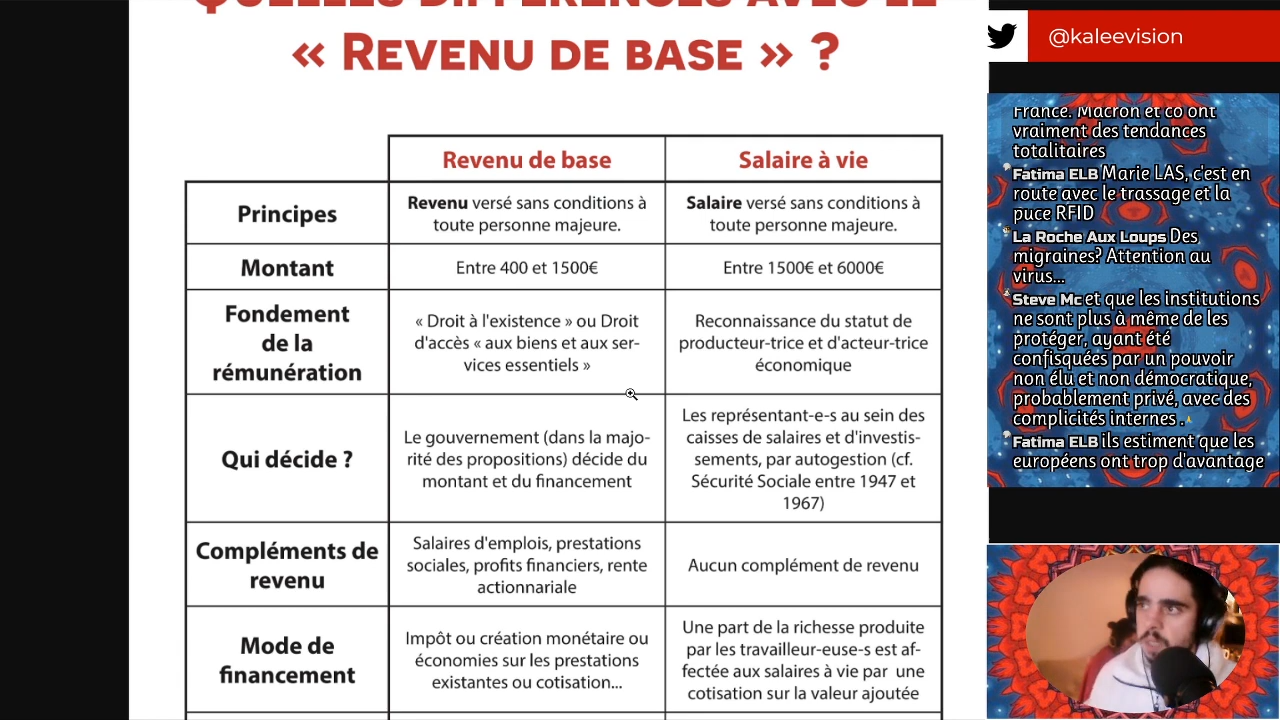 QUELLES DIFFÉRENCES AVEC LE
« REVENU DE BASE » ?
Revenu de base
Salaire à vie
Principes
Revenu versé sans conditions à
toute personne majeure.
Salaire versé sans conditions à
toute personne majeure.
Montant
Entre 400 et 1500€
Entre 1500€ et 6000€
Fondement
de la
rémunération
« Droit à l'existence » ou Droit
d'accès « aux biens et aux ser-
vices essentiels »
Reconnaissance du statut de
producteur-trice et d'acteur-trice
économique
Qui décide ?
Le gouvernement (dans la majo-
rité des propositions) décide du
montant et du financement
Les représentant-e-s au sein des
caisses de salaires et d'investis-
sements, par autogestion (cf.
Sécurité Sociale entre 1947 et
1967)
Compléments de
revenu
Salaires d'emplois, prestations
sociales, profits financiers, rente
actionnariale
Aucun complément de revenu
Mode de
financement
Impôt ou création monétaire ou
économies sur les prestations
existantes ou cotisation...
Une part de la richesse produite
par les travailleur-euse-s est af-
fectée aux salaires à vie par une
cotisation sur la valeur ajoutée
@kaleevision
France. Macron et co ont
vraiment des tendances
totalitaires
Fatima ELB Marie LAS, c'est en
route avec le trassage et la
puce RFID
La Roche Aux Loups Des
migraines? Attention au
virus...
Steve Mc et que les institutions
ne sont plus à même de les
protéger, ayant été
confisquées par un pouvoir
non élu et non démocratique,
probablement privé, avec des
complicités internes .
Fatima ELB ils estiment que les
européens ont trop d'avantage